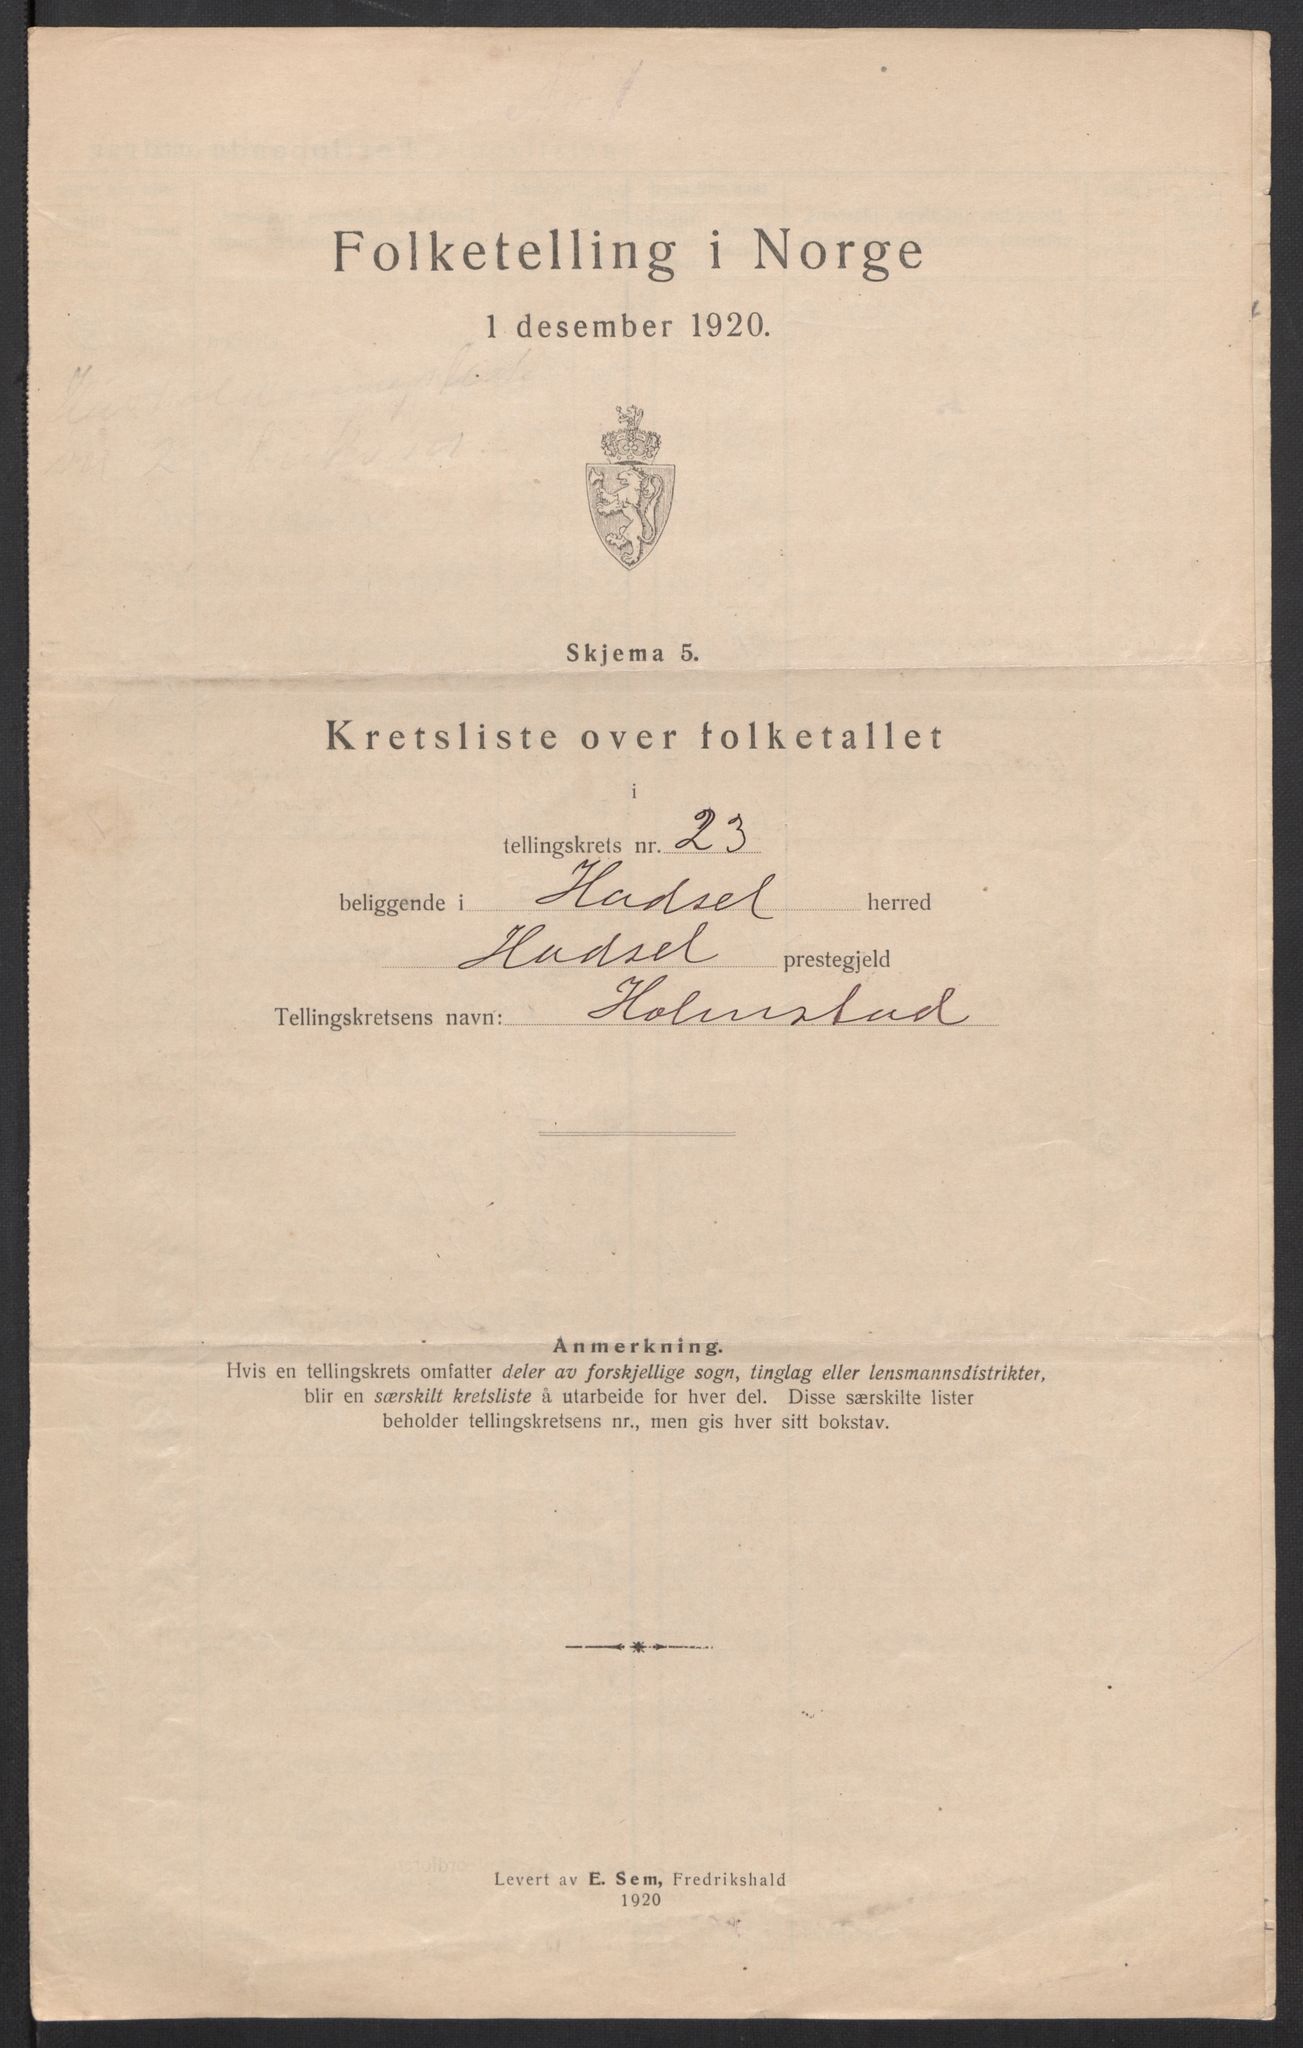 Folketelling i Norge
1 desember 1920.
Skjema 5.
Kretsliste over folketallet
i
tellingskrets nr. 23
beliggende i Hadsel herred
Hadsel prestegjeld
Tellingskretsens navn: Holmstad
Anmerkning.
Hvis en tellingskrets omfatter deler av forskjellige sogn, tinglag eller lensmannsdistrikter,
blir en særskilt kretsliste å utarbeide for hver del. Disse særskilte lister
beholder tellingskretsens nr., men gis hver sitt bokstav.
Levert av E. Sem, Fredrikshald
1920